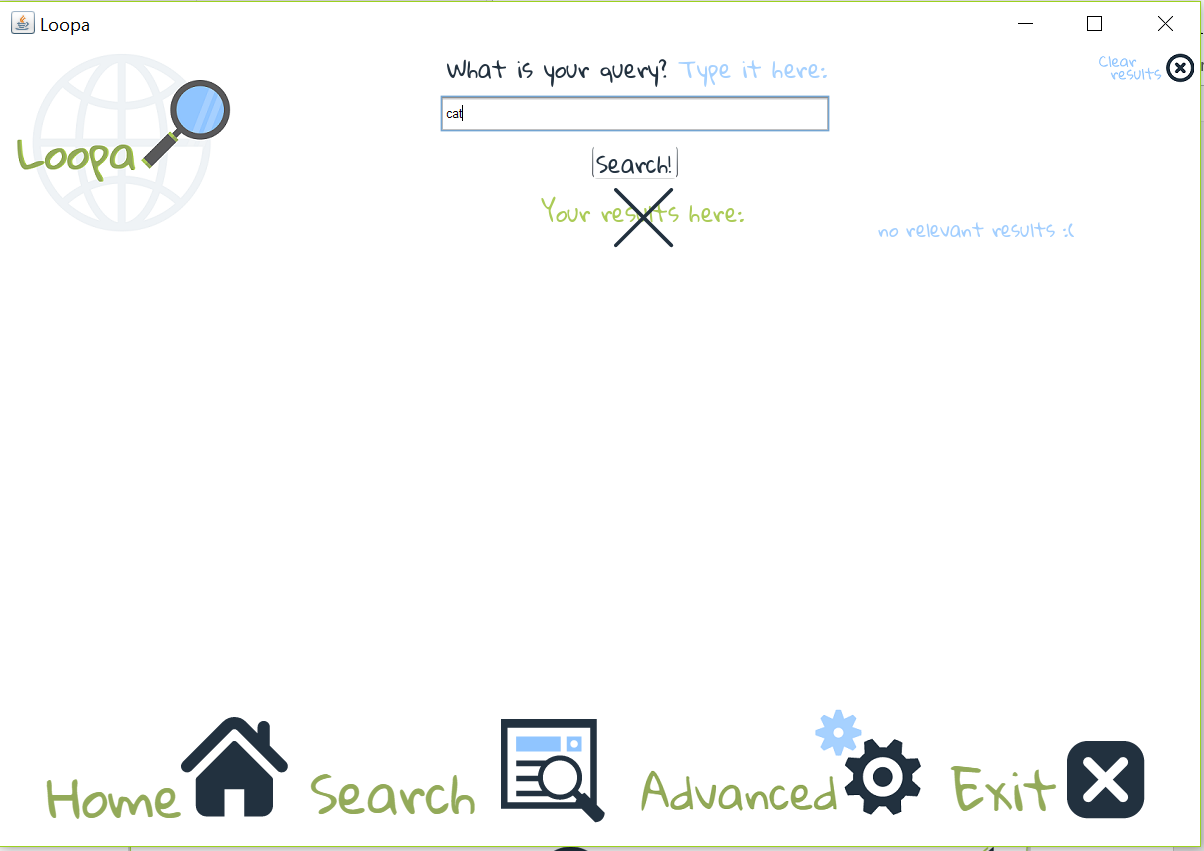 Loopa
What is your query? Type it here:
Clear
results
cat
Loopa
Search!
Your results here:
no relevant results :(
Home
Search
Advanced
Exit